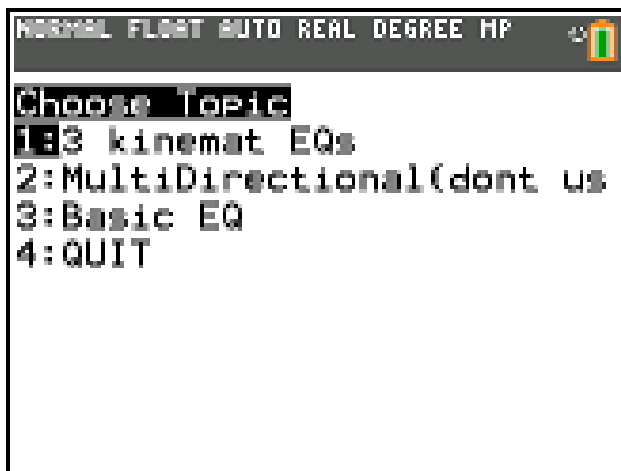 NORMAL FLOAT AUTO REAL DEGREE MP
Choose Topic
1:3 kinemat EQs
2:MultiDirectional(dont us
3:Basic EQ
4:QUIT